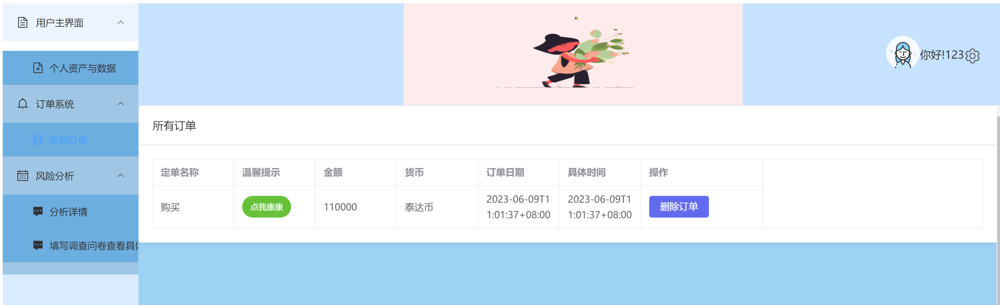 用户主界面
个人资产与数据
订单系统
所有订单
风险分析
分析详情
填写调查问卷查看具
你好!123
所有订单
定单名称 温馨提示 金额 货币 订单日期 具体时间 操作
购买 点我康康 110000 泰达币 2023-06-09T1 2023-06-09T1 删除订单
1:01:37+08:00 1:01:37+08:00